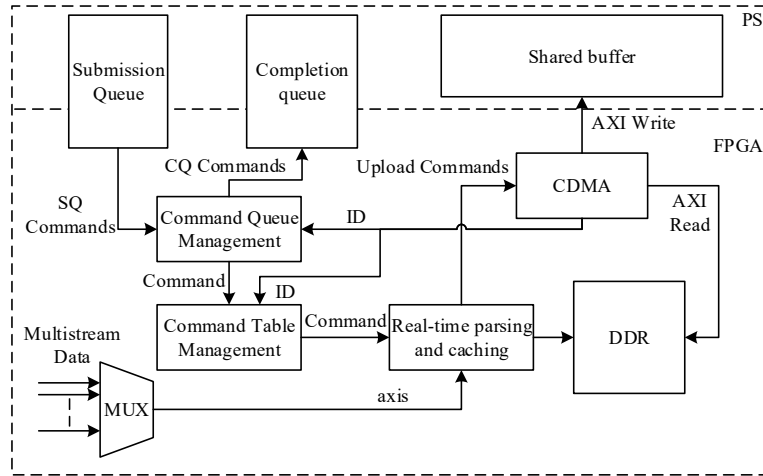 PS
Submission
Queue
Completion
queue
Shared buffer
AXI Write
FPGA
CQ Commands
Upload Commands
CDMA
SQ
Commands
Command Queue
Management
ID
AXI
Read
Command
ID
Command Table
Management
Command
Real-time parsing
and caching
DDR
Multistream
Data
MUX
axis